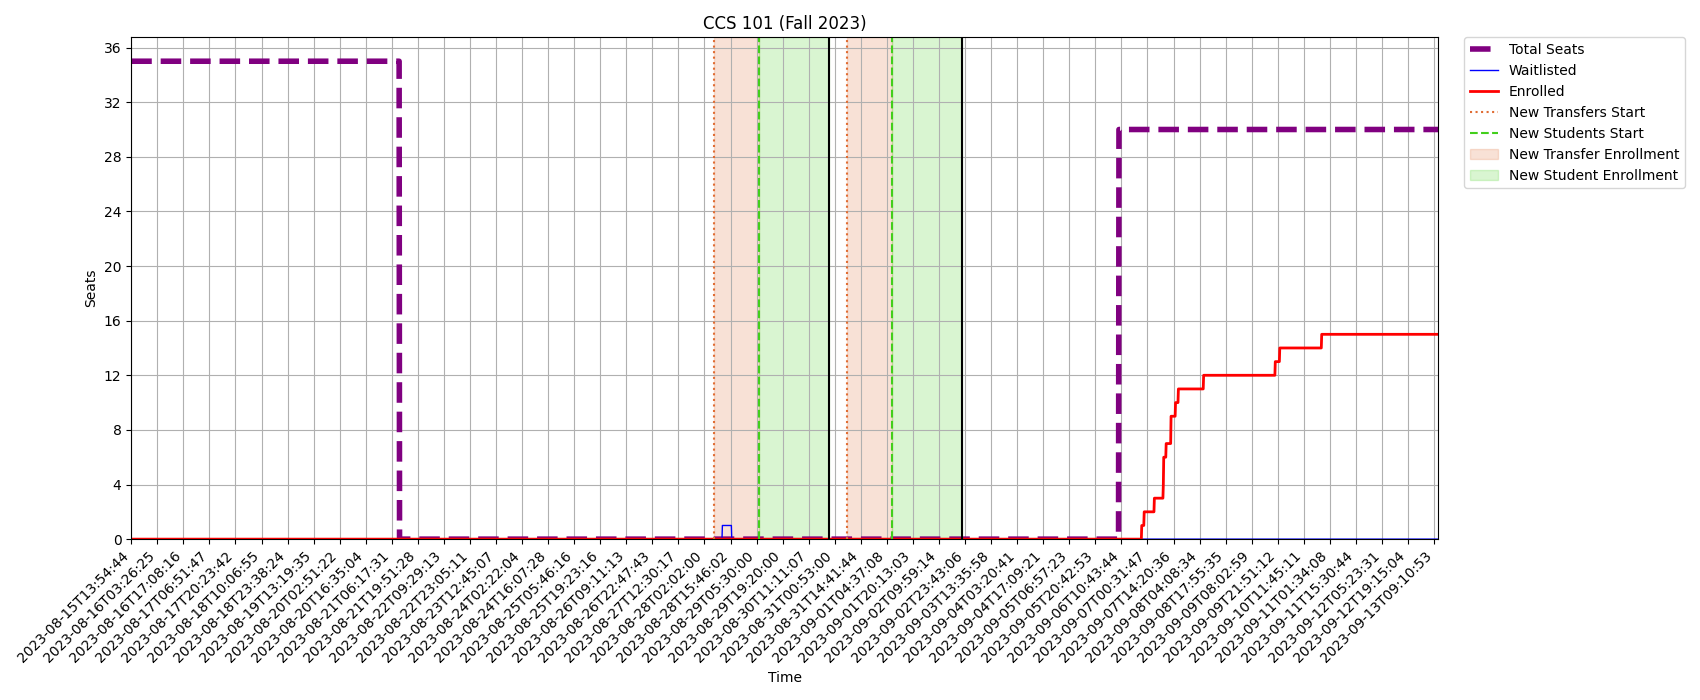 CCS 101 (Fall 2023)
36
32
28
24
20
16
12
8
4
0
Seats
2023-08-15T13:54:44
2023-08-16T03:26:25
2023-08-16T17:08:16
2023-08-17T06:51:47
2023-08-17T20:23:42
2023-08-18T10:06:55
2023-08-18T23:38:24
2023-08-19T13:19:35
2023-08-20T02:51:22
2023-08-20T16:35:04
2023-08-21T06:17:31
2023-08-21T19:51:28
2023-08-22T09:29:13
2023-08-22T23:05:11
2023-08-23T12:45:07
2023-08-24T02:22:04
2023-08-24T16:07:28
2023-08-25T05:46:16
2023-08-25T19:23:16
2023-08-26T09:11:13
2023-08-26T22:47:43
2023-08-27T12:30:17
2023-08-28T02:02:00
2023-08-28T15:46:02
2023-08-29T05:30:00
2023-08-29T19:20:00
2023-08-30T11:11:07
2023-08-31T00:53:00
2023-08-31T14:41:44
2023-09-01T04:37:08
2023-09-01T20:13:03
2023-09-02T09:59:14
2023-09-02T23:43:06
2023-09-03T13:35:58
2023-09-04T03:20:41
2023-09-04T17:09:21
2023-09-05T06:57:23
2023-09-05T20:42:53
2023-09-06T10:43:44
2023-09-07T00:31:47
2023-09-07T14:20:36
2023-09-08T04:08:34
2023-09-08T17:55:35
2023-09-09T08:02:59
2023-09-09T21:51:12
2023-09-10T11:45:11
2023-09-11T01:34:08
2023-09-11T15:30:44
2023-09-12T05:23:31
2023-09-12T19:15:04
2023-09-13T09:10:53
Time
Total Seats
Waitlisted
Enrolled
New Transfers Start
New Students Start
New Transfer Enrollment
New Student Enrollment